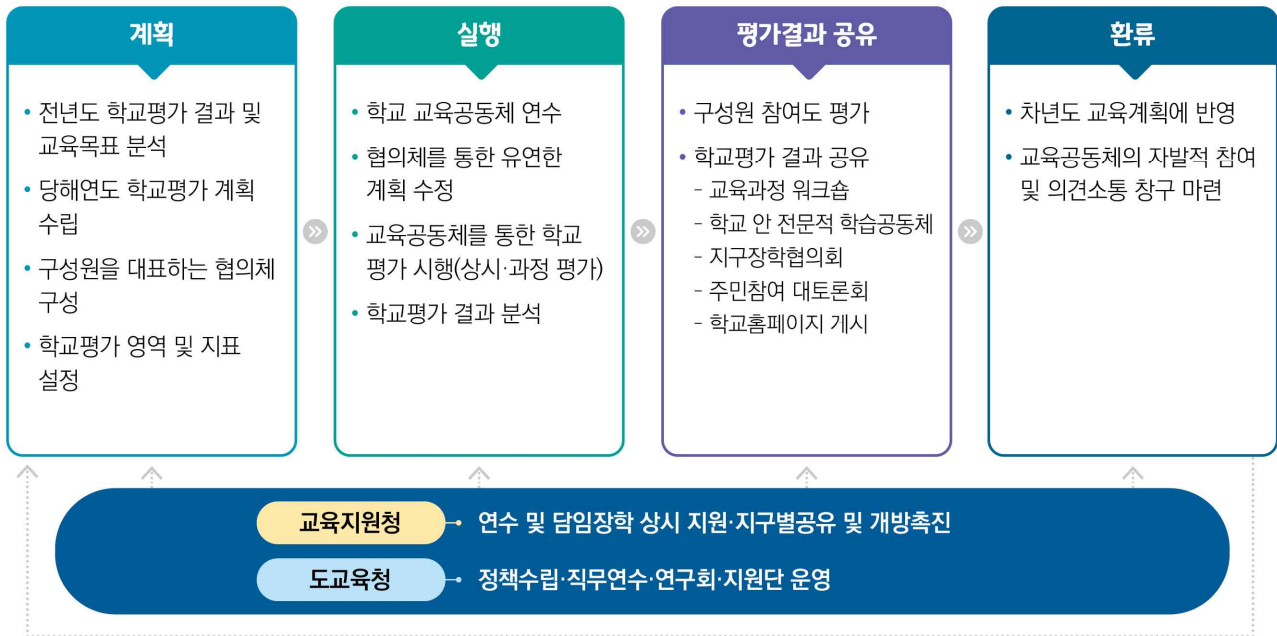 계획
• 전년도 학교평가 결과 및
교육목표 분석
• 당해연도 학교평가 계획
수립
• 구성원을 대표하는 협의체
구성
• 학교평가 영역 및 지표
설정
실행
• 학교 교육공동체 연수
• 협의체를 통한 유연한
계획 수정
• 교육공동체를 통한 학교
평가 시행(상시·과정 평가)
• 학교평가 결과 분석
평가결과 공유
• 구성원 참여도 평가
• 학교평가 결과 공유
- 교육과정 워크숍
- 학교 안 전문적 학습공동체
- 지구장학협의회
- 주민참여 대토론회
- 학교홈페이지 게시
환류
• 차년도 교육계획에 반영
• 교육공동체의 자발적 참여
및 의견소통 창구 마련
교육지원청 연수 및 담임장학 상시 지원·지구별공유 및 개방촉진
도교육청 정책수립·직무연수·연구회·지원단 운영